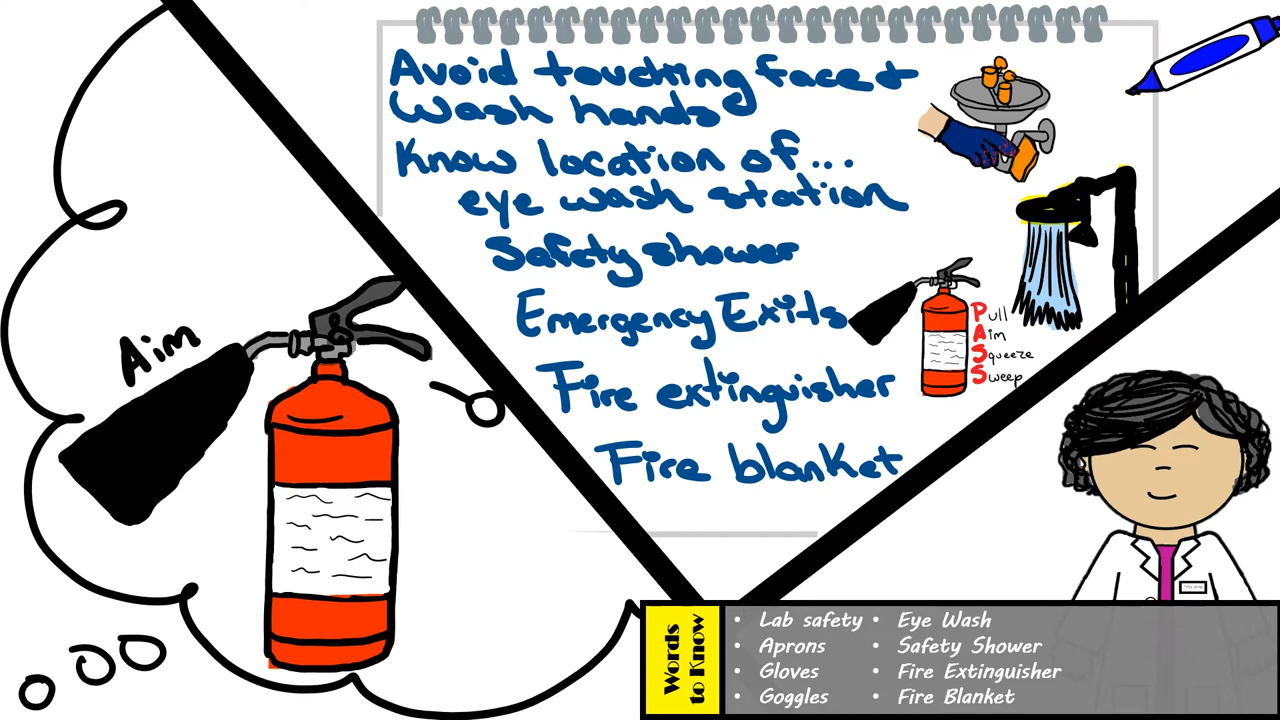 Avoid touching face &
Wash hands
Know location of...
eye wash station
Safety shower
Emergency Exits
Fire extinguisher
Fire blanket
Pull
Aim
Squeeze
Sweep
Aim
Words
to Know
• Lab safety
• Aprons
• Gloves
• Goggles
• Eye Wash
• Safety Shower
• Fire Extinguisher
• Fire Blanket